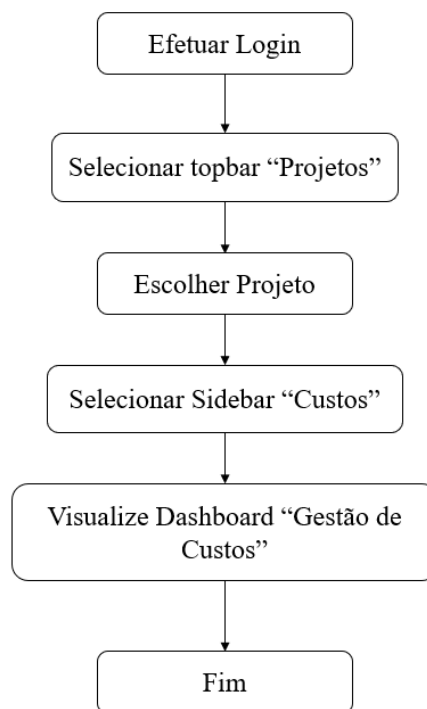 Efetuar Login
Selecionar topbar “Projetos”
Escolher Projeto
Selecionar Sidebar “Custos”
Visualize Dashboard “Gestão de
Custos”
Fim